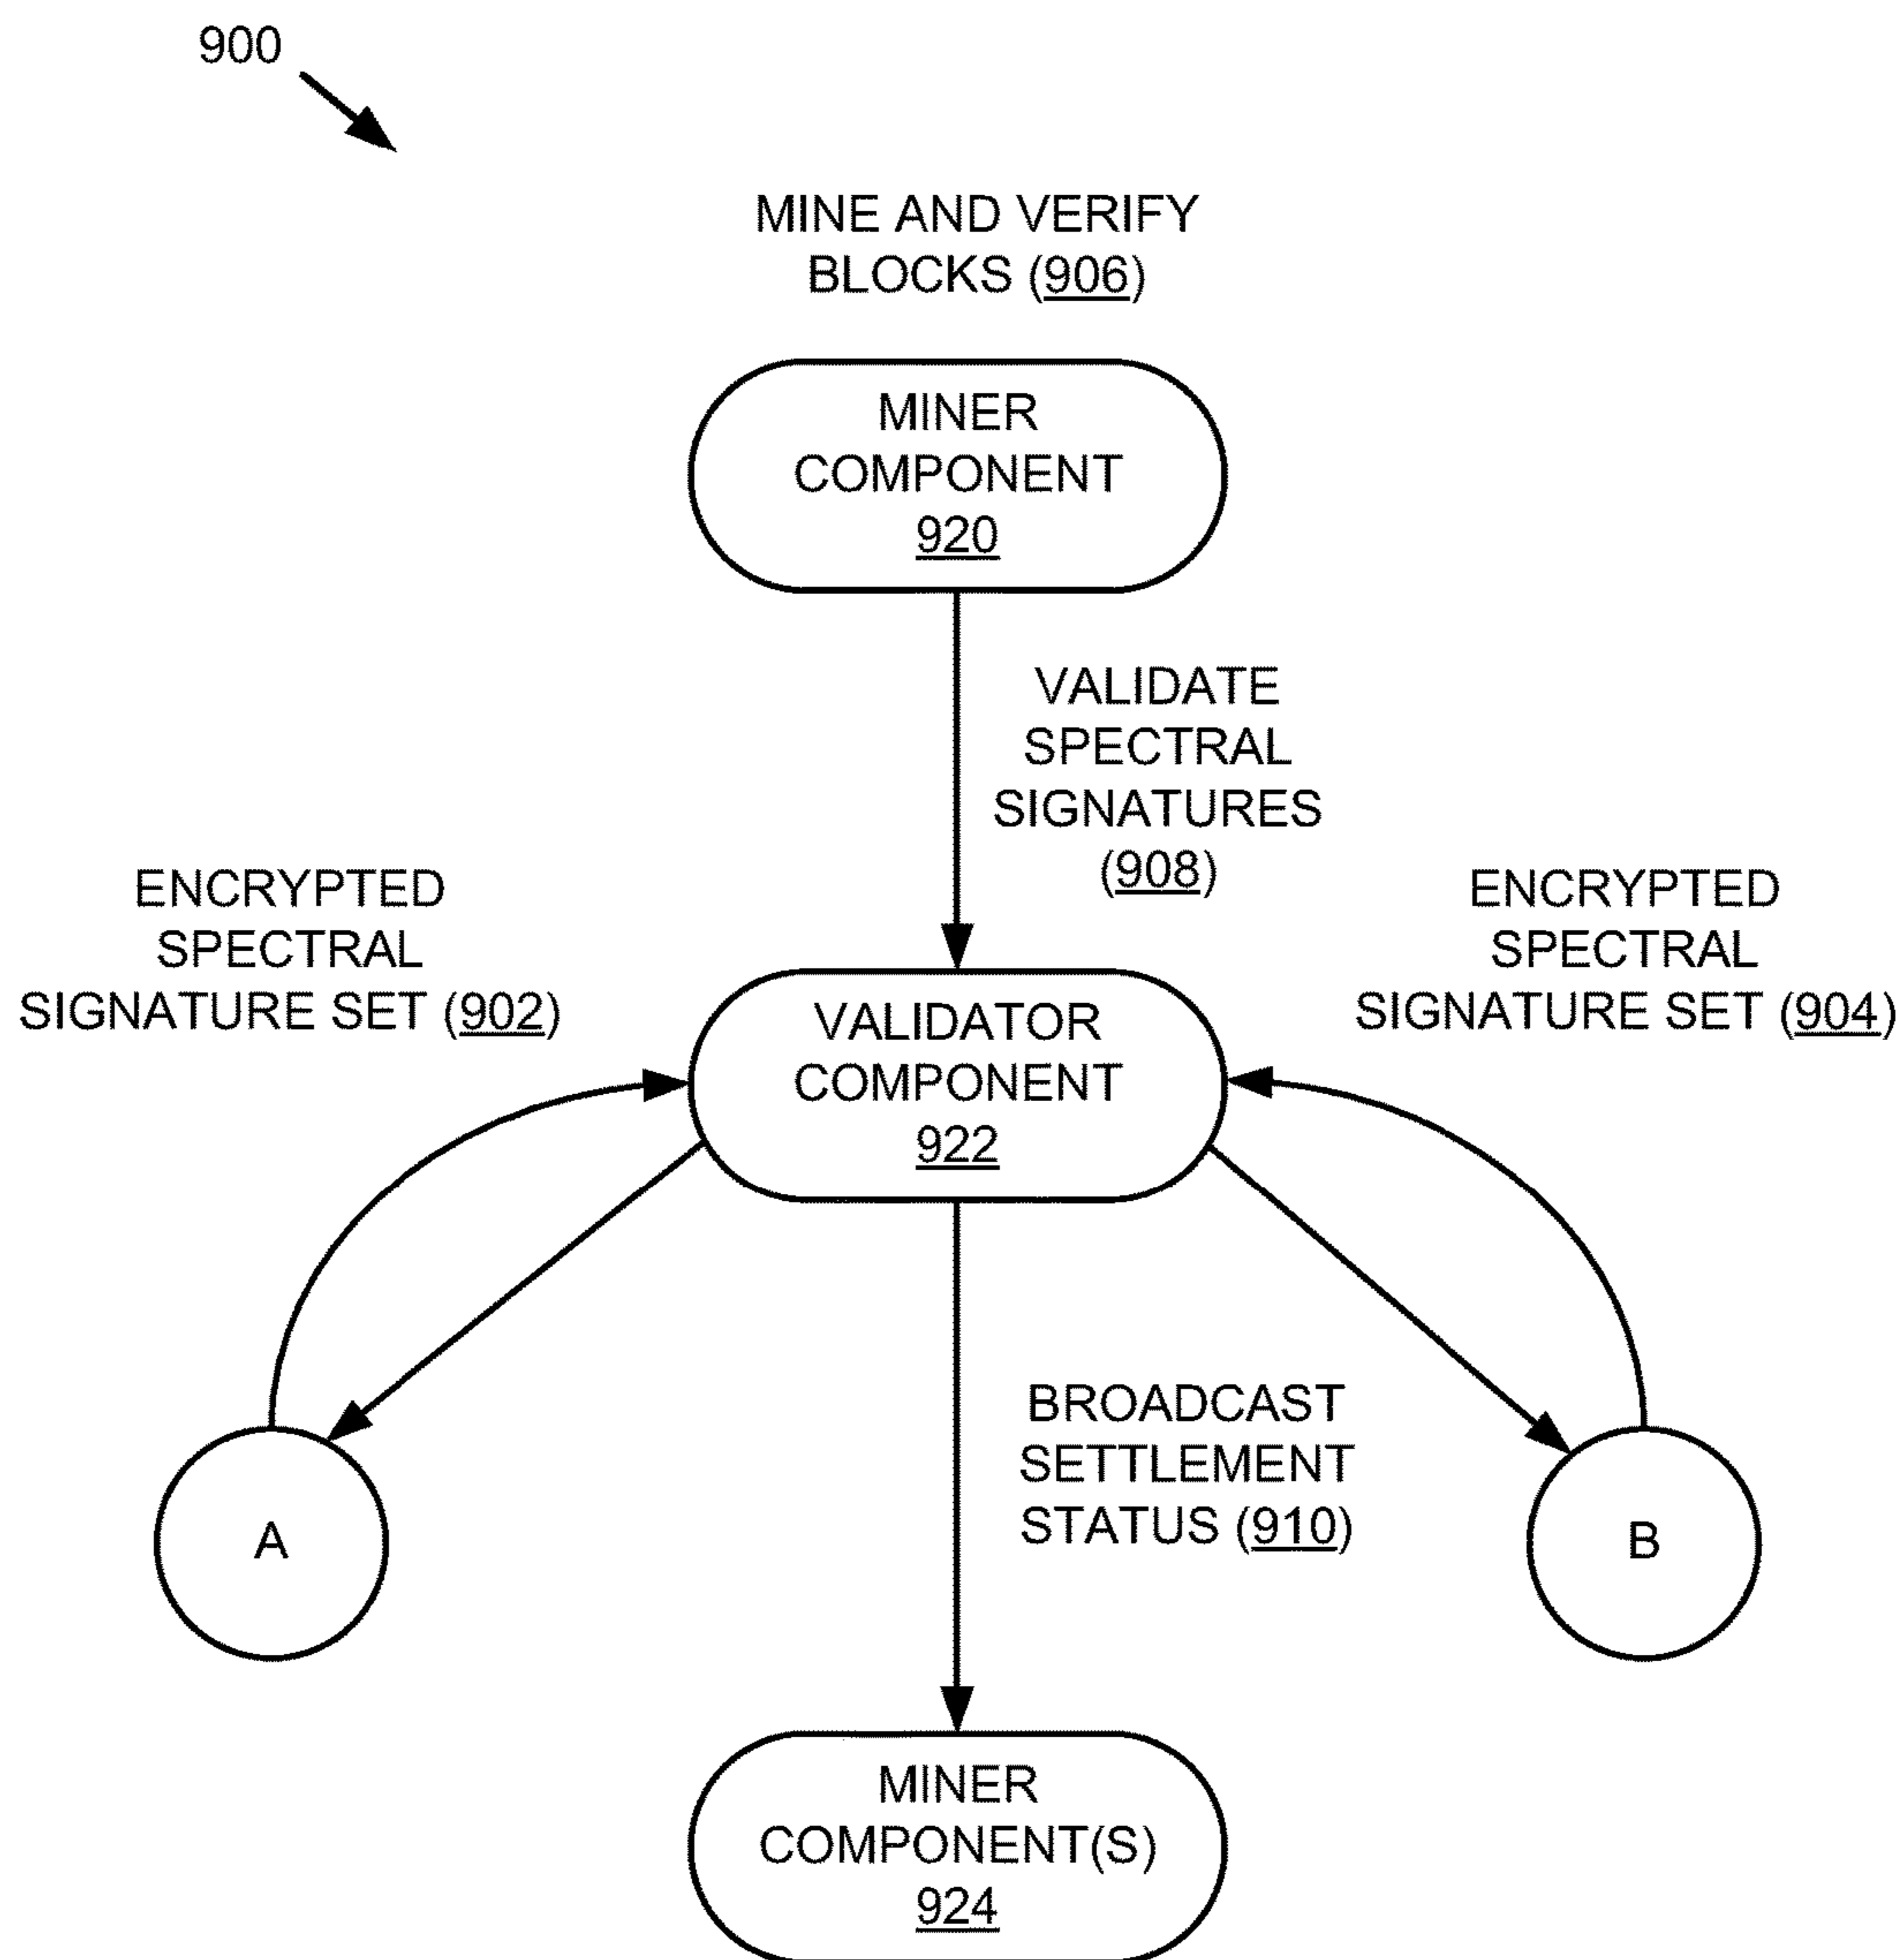 900
MINE AND VERIFY
BLOCKS (906)
MINER
COMPONENT
920
VALIDATE
SPECTRAL
SIGNATURES
(908)
ENCRYPTED
SPECTRAL
SIGNATURE SET (902)
ENCRYPTED
SPECTRAL
SIGNATURE SET (904)
VALIDATOR
COMPONENT
922
BROADCAST
SETTLEMENT
STATUS (910)
A
B
MINER
COMPONENT(S)
924